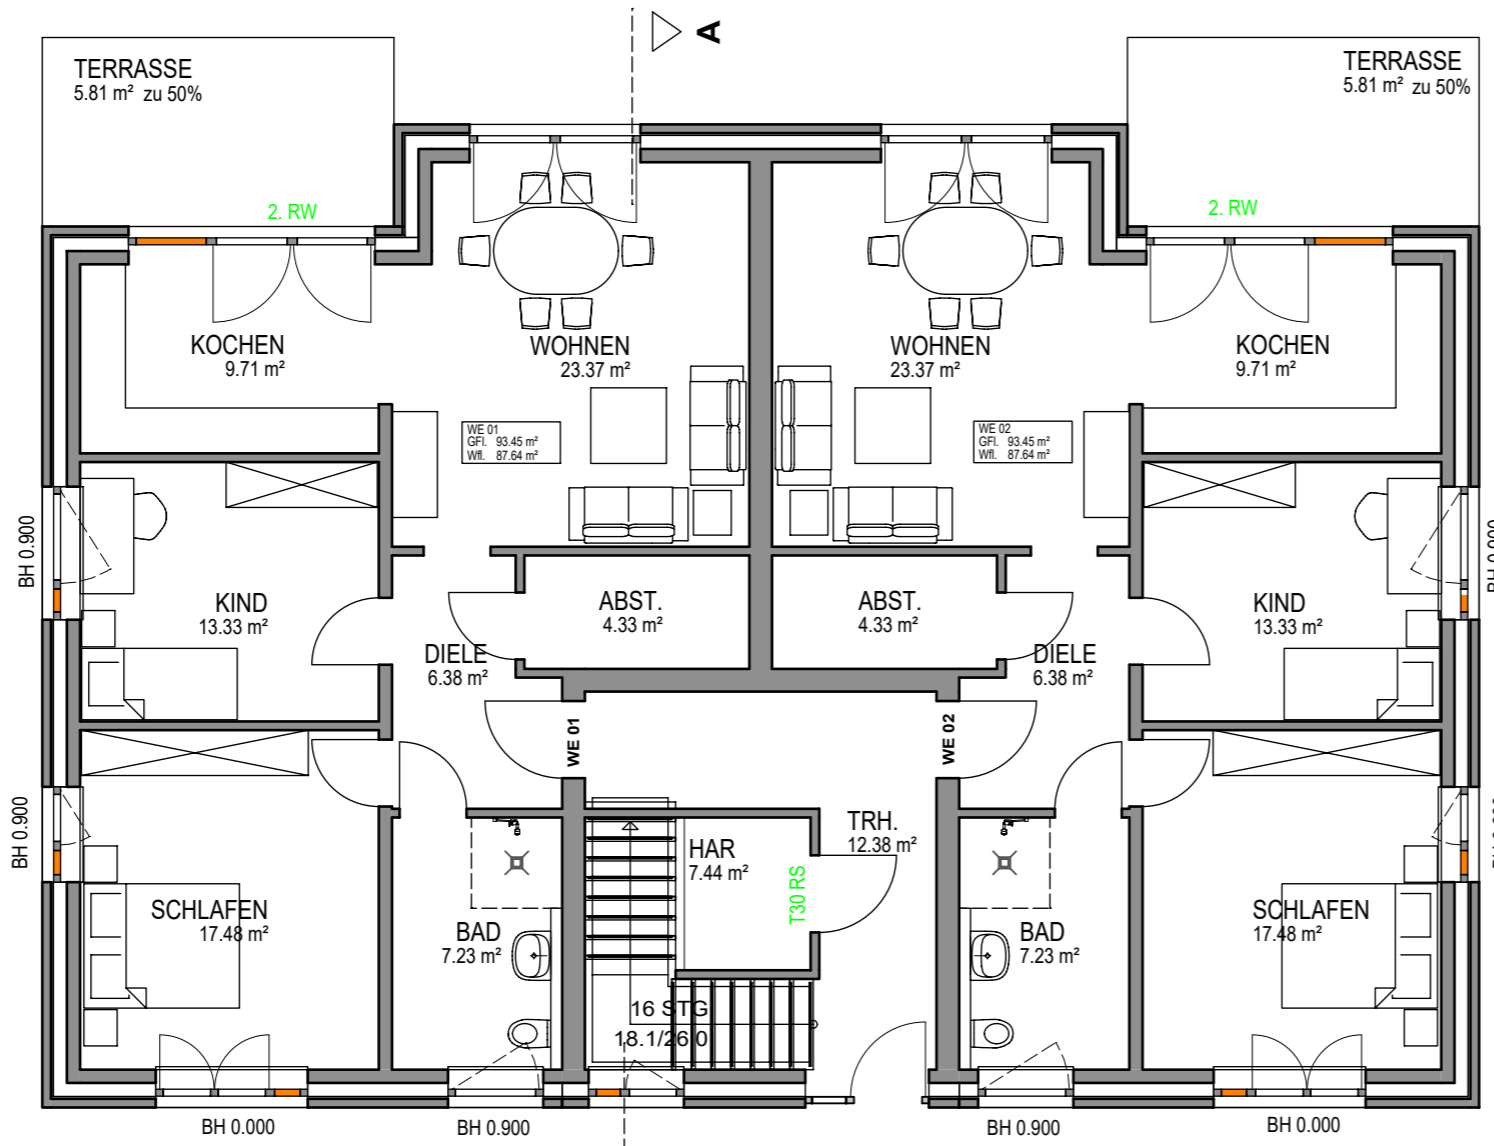 A
TERRASSE
5.81 m² zu 50%
TERRASSE
5.81 m² zu 50%
2. RW
2. RW
KOCHEN
9.71 m²
WOHNEN
23.37 m²
WOHNEN
23.37 m²
KOCHEN
9.71 m²
WE 01
GFl. 93.45 m²
Wfl. 87.64 m²
WE 02
GFl. 93.45 m²
Wfl. 87.64 m²
BH 0.900
BH 0.000
KIND
13.33 m²
ABST.
4.33 m²
ABST.
4.33 m²
KIND
13.33 m²
DIELE
6.38 m²
DIELE
6.38 m²
WE 01
WE 02
BH 0.900
HAR
7.44 m²
TRH.
12.38 m²
T30 RS
SCHLAFEN
17.48 m²
BAD
7.23 m²
BAD
7.23 m²
SCHLAFEN
17.48 m²
16 STG
18.1/26.0
BH 0.000
BH 0.900
BH 0.900
BH 0.000